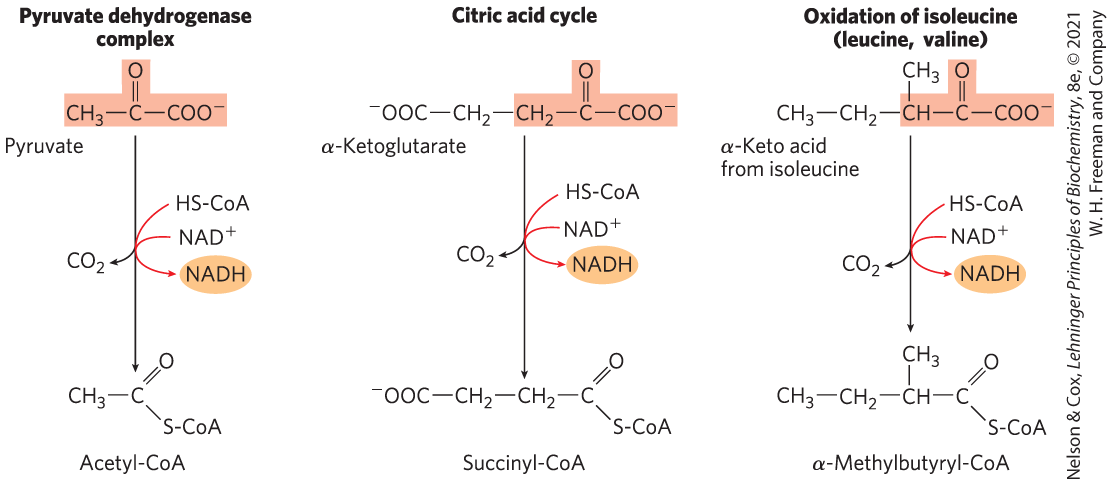 Pyruvate dehydrogenase
complex
O
CH₃—C—COO⁻
Pyruvate
HS-CoA
NAD⁺
CO₂
NADH
O
CH₃—C
S-CoA
Acetyl-CoA
Citric acid cycle
O
⁻OOC—CH₂—CH₂—C—COO⁻
α-Ketoglutarate
HS-CoA
NAD⁺
CO₂
NADH
O
⁻OOC—CH₂—CH₂—C
S-CoA
Succinyl-CoA
Oxidation of isoleucine
(leucine, valine)
CH₃ O
CH₃—CH₂—CH—C—COO⁻
α-Keto acid
from isoleucine
HS-CoA
NAD⁺
CO₂
NADH
CH₃ O
CH₃—CH₂—CH—C
S-CoA
α-Methylbutyryl-CoA
Nelson & Cox, Lehninger Principles of Biochemistry, 8e, © 2021
W. H. Freeman and Company